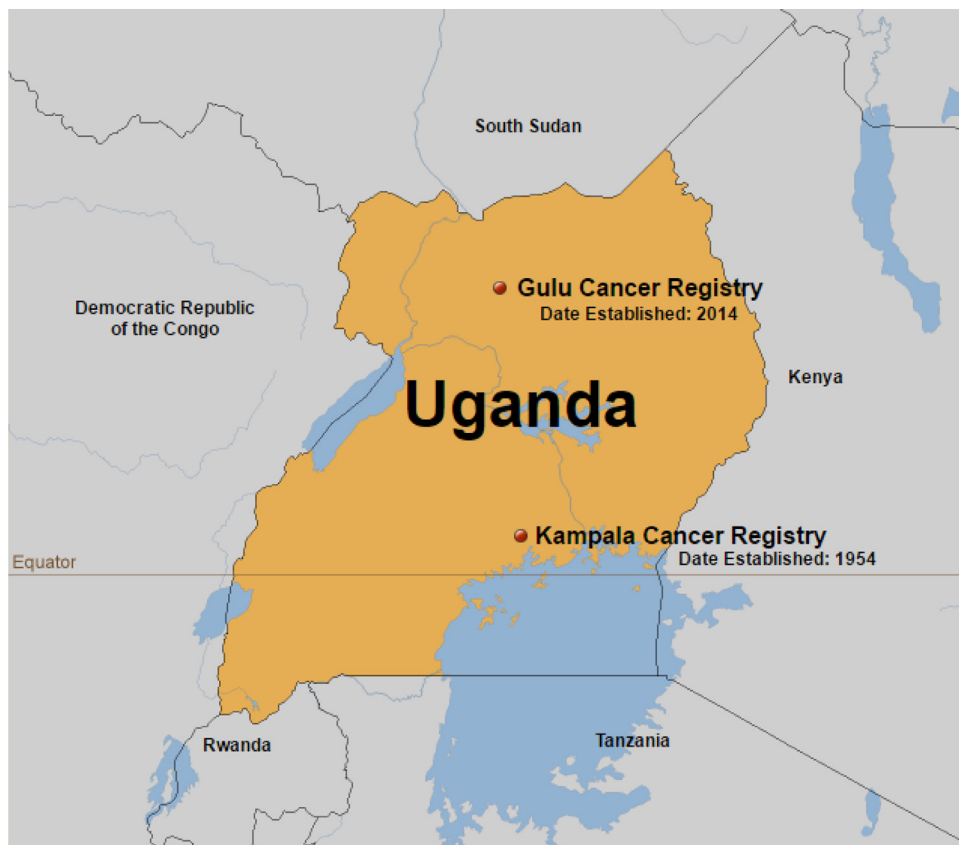 South Sudan
Gulu Cancer Registry
Date Established: 2014
Democratic Republic
of the Congo
Kenya
Uganda
Kampala Cancer Registry
Date Established: 1954
Equator
Rwanda
Tanzania